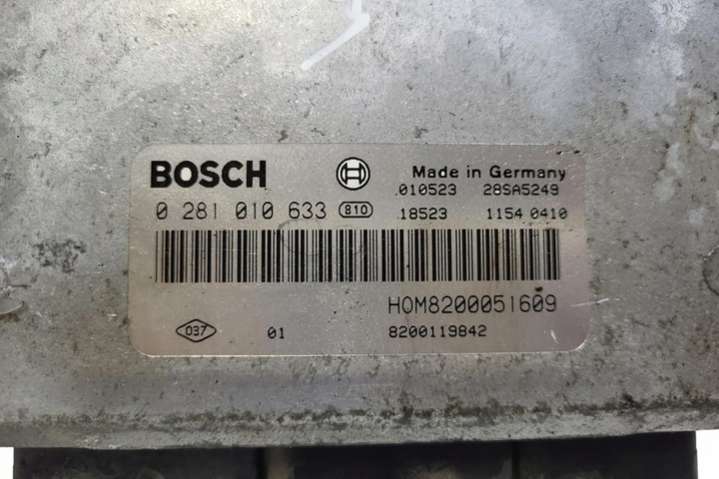 BOSCH Made in Germany
010523 28SA5249
0 281 010 633 810 18523 1154 0410
HOM8200051609
037 01 8200119842